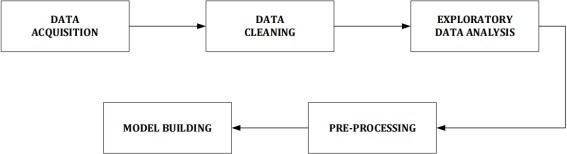 DATA
ACQUISITION
DATA
CLEANING
EXPLORATORY
DATA ANALYSIS
PRE-PROCESSING
MODEL BUILDING